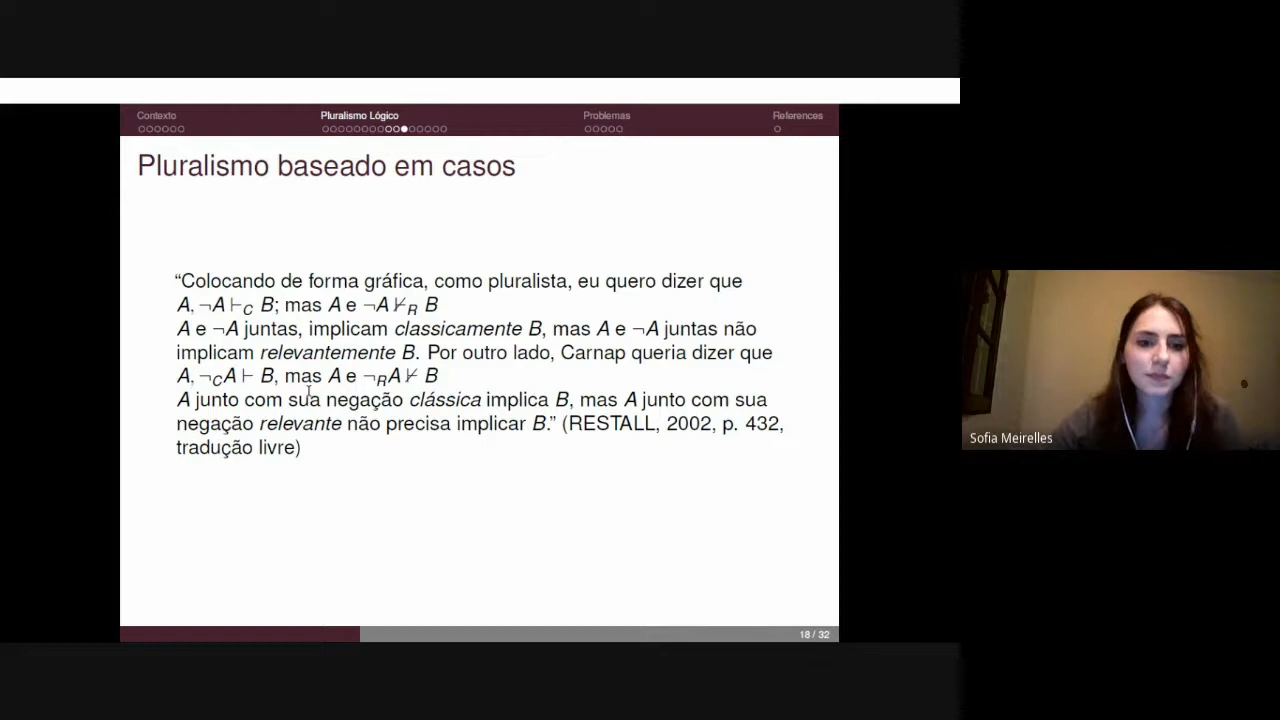 Contexto
Pluralismo Lógico
Problemas
References
Pluralismo baseado em casos
“Colocando de forma gráfica, como pluralista, eu quero dizer que
A, ¬A ⊢C B; mas A e ¬A ⊬R B
A e ¬A juntas, implicam classicamente B, mas A e ¬A juntas não
implicam relevantemente B. Por outro lado, Carnap queria dizer que
A, ¬CA ⊢ B, mas A e ¬RA ⊬ B
A junto com sua negação clássica implica B, mas A junto com sua
negação relevante não precisa implicar B.” (RESTALL, 2002, p. 432,
tradução livre)
18 / 32
Sofia Meirelles